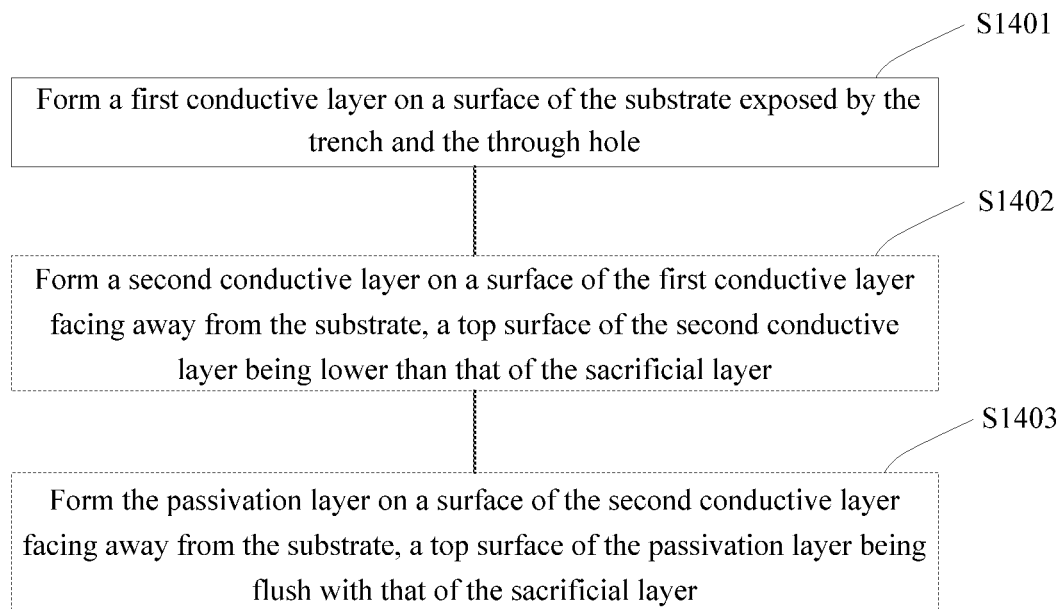 S1401
Form a first conductive layer on a surface of the substrate exposed by the
trench and the through hole
S1402
Form a second conductive layer on a surface of the first conductive layer
facing away from the substrate, a top surface of the second conductive
layer being lower than that of the sacrificial layer
S1403
Form the passivation layer on a surface of the second conductive layer
facing away from the substrate, a top surface of the passivation layer being
flush with that of the sacrificial layer